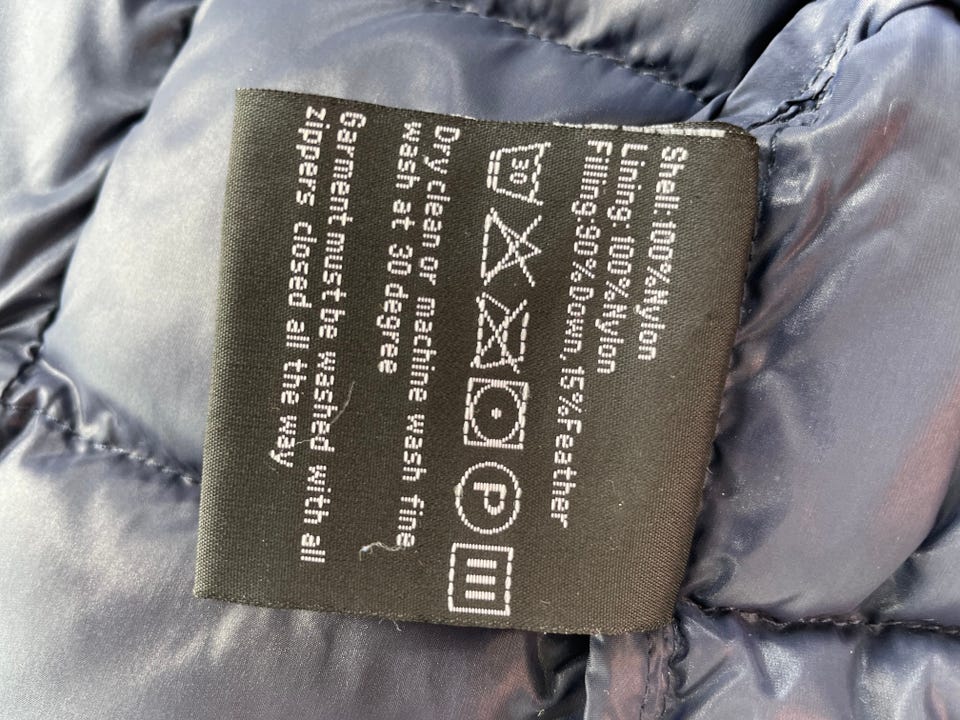 Shell:100%Nylon
Lining:100%Nylon
Filling:90%Down,15%Feather
30
P
Dry clean or machine wash fine
wash at 30 degree
Garment must be washed with all
zippers closed all the way